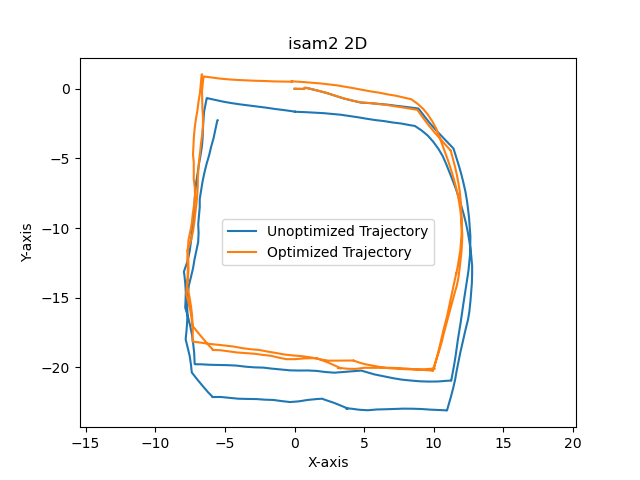 isam2 2D
0
−5
−10
−15
−20
Y-axis
Unoptimized Trajectory
Optimized Trajectory
−15
−10
−5
0
5
10
15
20
X-axis